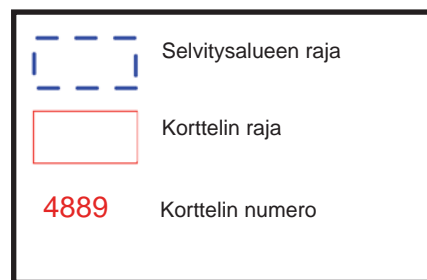 Selvitysalueen raja
Korttelin raja
4889 Korttelin numero